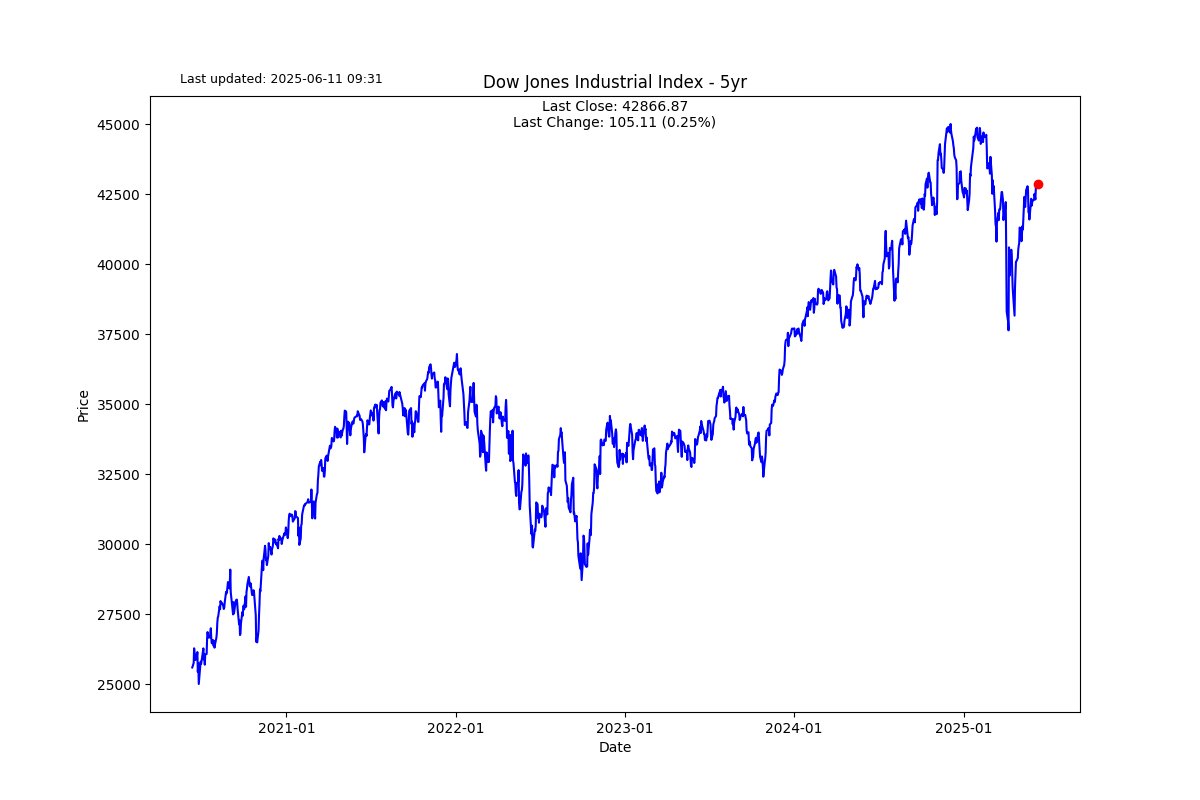 Last updated: 2025-06-11 09:31
Dow Jones Industrial Index - 5yr
Last Close: 42866.87
Last Change: 105.11 (0.25%)
45000
42500
40000
37500
35000
32500
30000
27500
25000
Price
2021-01
2022-01
2023-01
2024-01
2025-01
Date